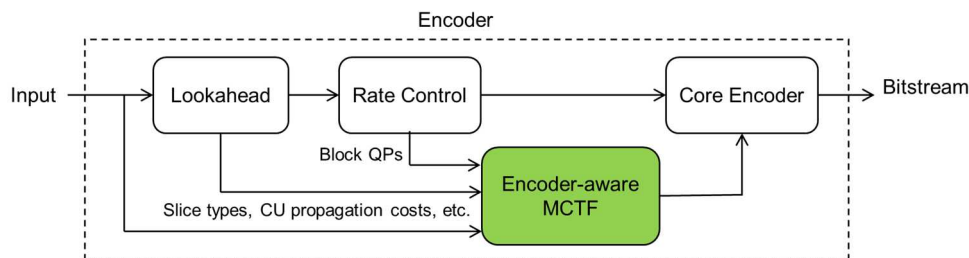 Encoder
Input
Lookahead
Rate Control
Core Encoder
Bitstream
Block QPs
Encoder-aware
MCTF
Slice types, CU propagation costs, etc.